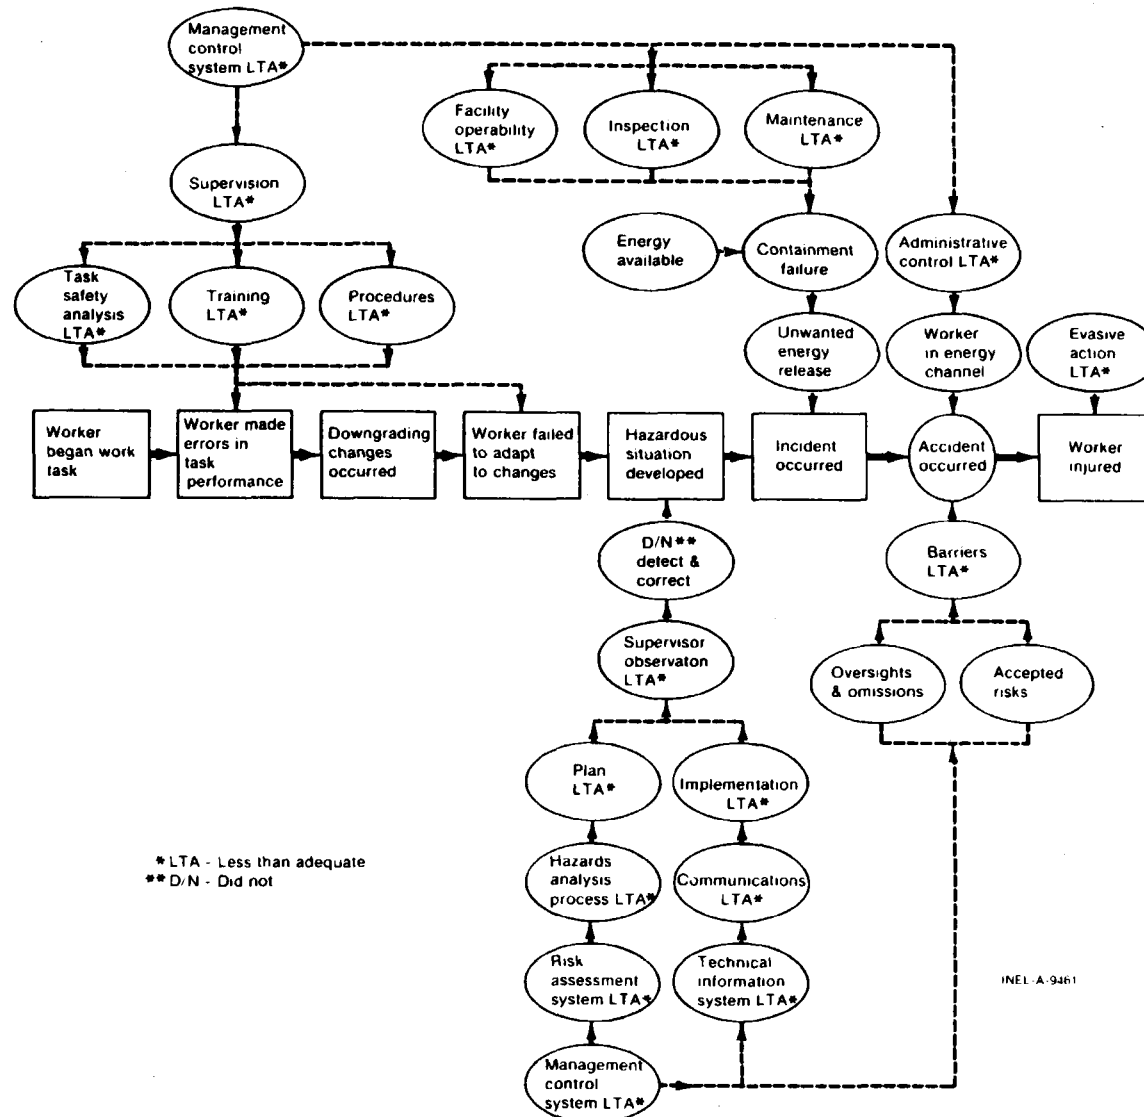 Management
control
system LTA*
Facility
operability
LTA*
Inspection
LTA*
Maintenance
LTA*
Supervision
LTA*
Energy
available
Containment
failure
Administrative
control LTA*
Task
safety
analysis
LTA*
Training
LTA*
Procedures
LTA*
Unwanted
energy
release
Worker
in energy
channel
Evasive
action
LTA*
Worker
began work
task
Worker made
errors in
task
performance
Downgrading
changes
occurred
Worker failed
to adapt
to changes
Hazardous
situation
developed
Incident
occurred
Accident
occurred
Worker
injured
D/N**
detect &
correct
Barriers
LTA*
Supervisor
observaton
LTA*
Oversights
& omissions
Accepted
risks
Plan
LTA*
Implementation
LTA*
* LTA - Less than adequate
** D/N - Did not
Hazards
analysis
process LTA*
Communications
LTA*
Risk
assessment
system LTA*
Technical
information
system LTA*
INEL-A-9461
Management
control
system LTA*